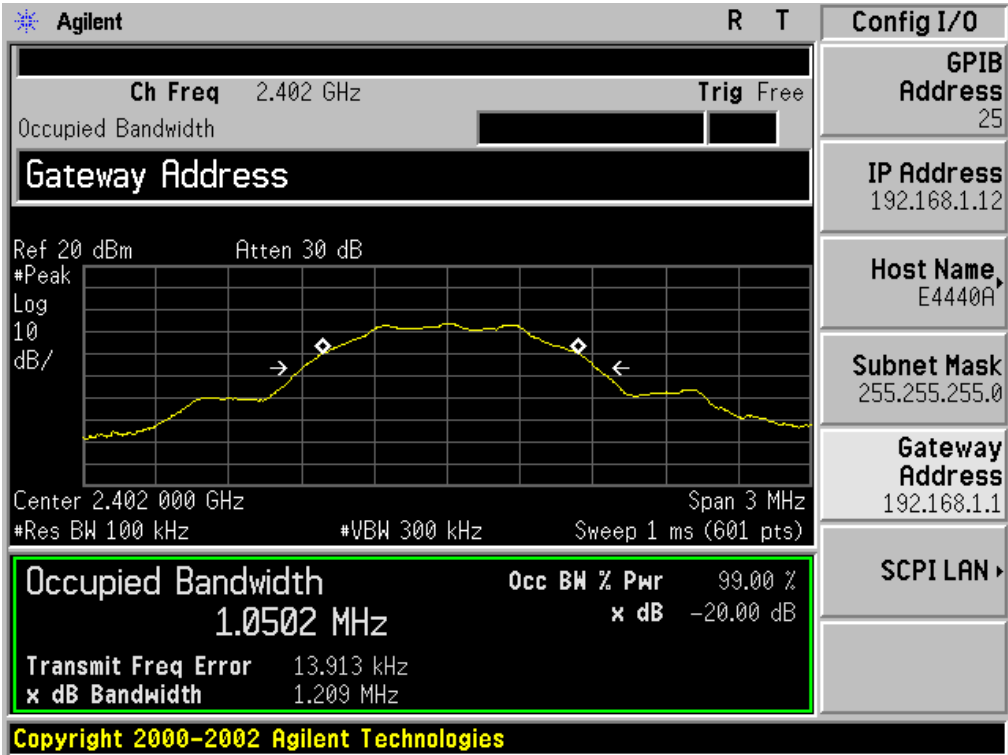 Agilent R T
Ch Freq 2.402 GHz Trig Free
Occupied Bandwidth
Gateway Address
Ref 20 dBm Atten 30 dB
#Peak
Log
10
dB/
Center 2.402 000 GHz Span 3 MHz
#Res BW 100 kHz #VBW 300 kHz Sweep 1 ms (601 pts)
Occupied Bandwidth Occ BW % Pwr 99.00 %
1.0502 MHz x dB -20.00 dB
Transmit Freq Error 13.913 kHz
x dB Bandwidth 1.209 MHz
Copyright 2000-2002 Agilent Technologies
Config I/O
GPIB
Address
25
IP Address
192.168.1.12
Host Name
E4440A
Subnet Mask
255.255.255.0
Gateway
Address
192.168.1.1
SCPI LAN